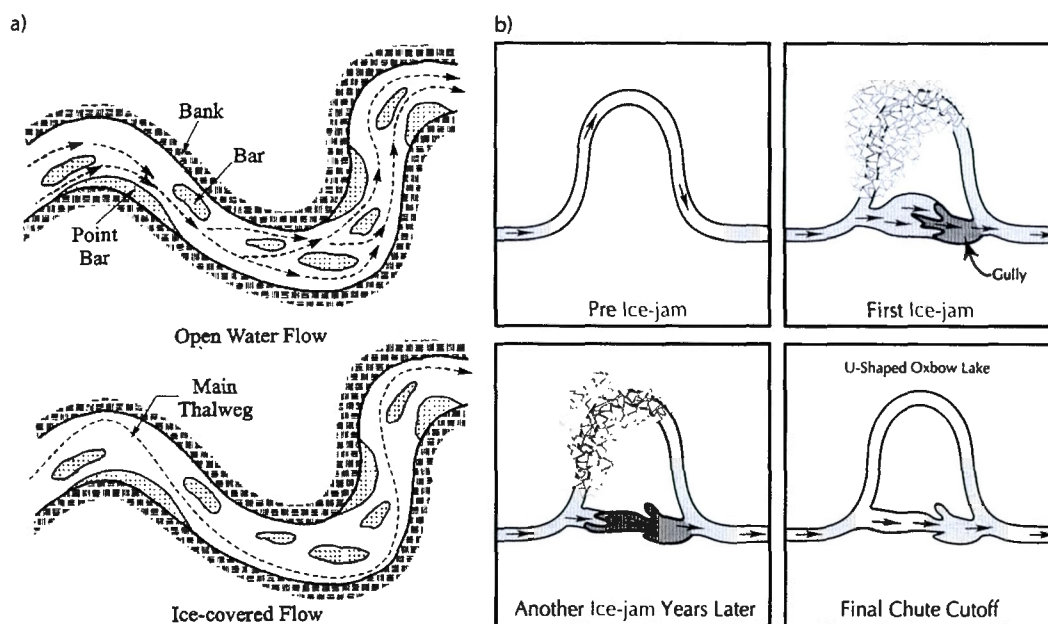 a)
Bank
Bar
Point
Bar
Open Water Flow
Main
Thalweg
Ice-covered Flow
b)
Pre Ice-jam
Gully
First Ice-jam
Another Ice-jam Years Later
U-Shaped Oxbow Lake
Final Chute Cutoff